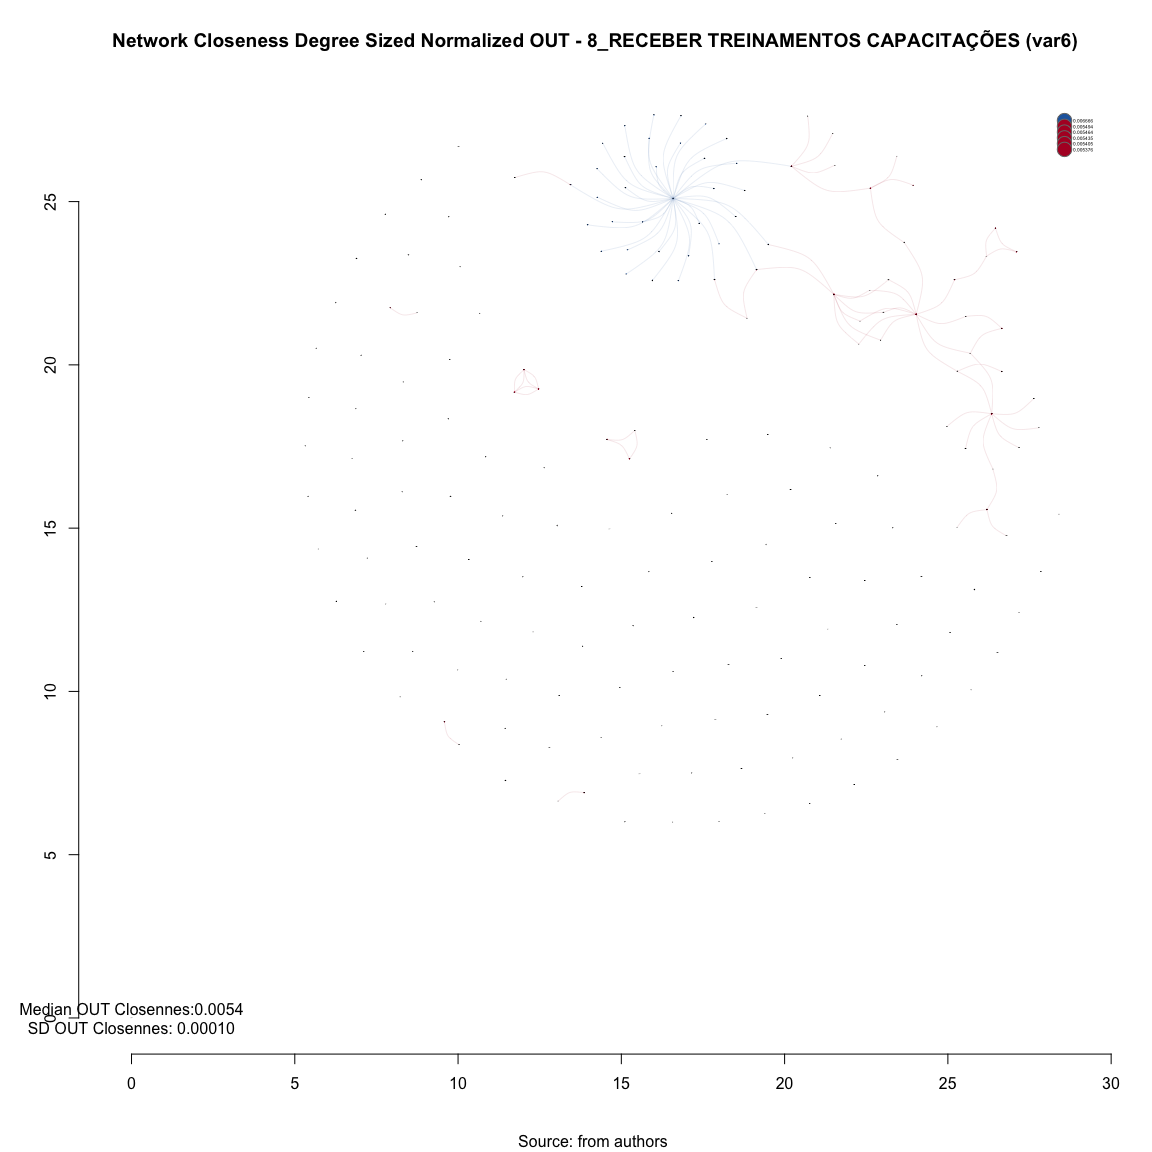 Network Closeness Degree Sized Normalized OUT - 8_RECEBER TREINAMENTOS CAPACITAÇÕES (var6)
25
20
15
10
5
0
Median OUT Closennes:0.0054
SD OUT Closennes: 0.00010
0 5 10 15 20 25 30
Source: from authors